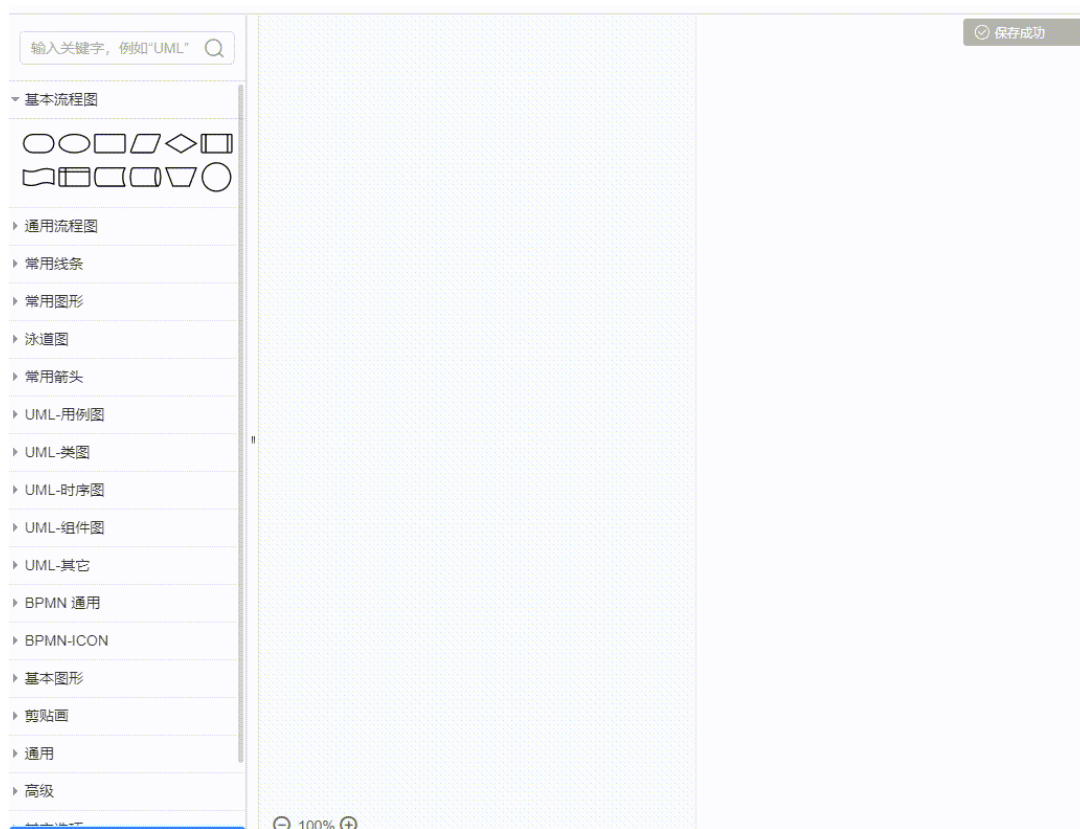 输入关键字，例如“UML”
保存成功
基本流程图
通用流程图
常用线条
常用图形
泳道图
常用箭头
UML-用例图
UML-类图
UML-时序图
UML-组件图
UML-其它
BPMN 通用
BPMN-ICON
基本图形
剪贴画
通用
高级
100%